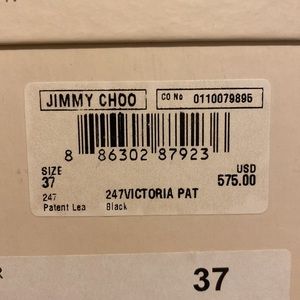 JIMMY CHOO
CO No 0110079895
8 86302 87923
SIZE USD
37 247VICTORIA PAT 575.00
247
Patent Lea Black
37